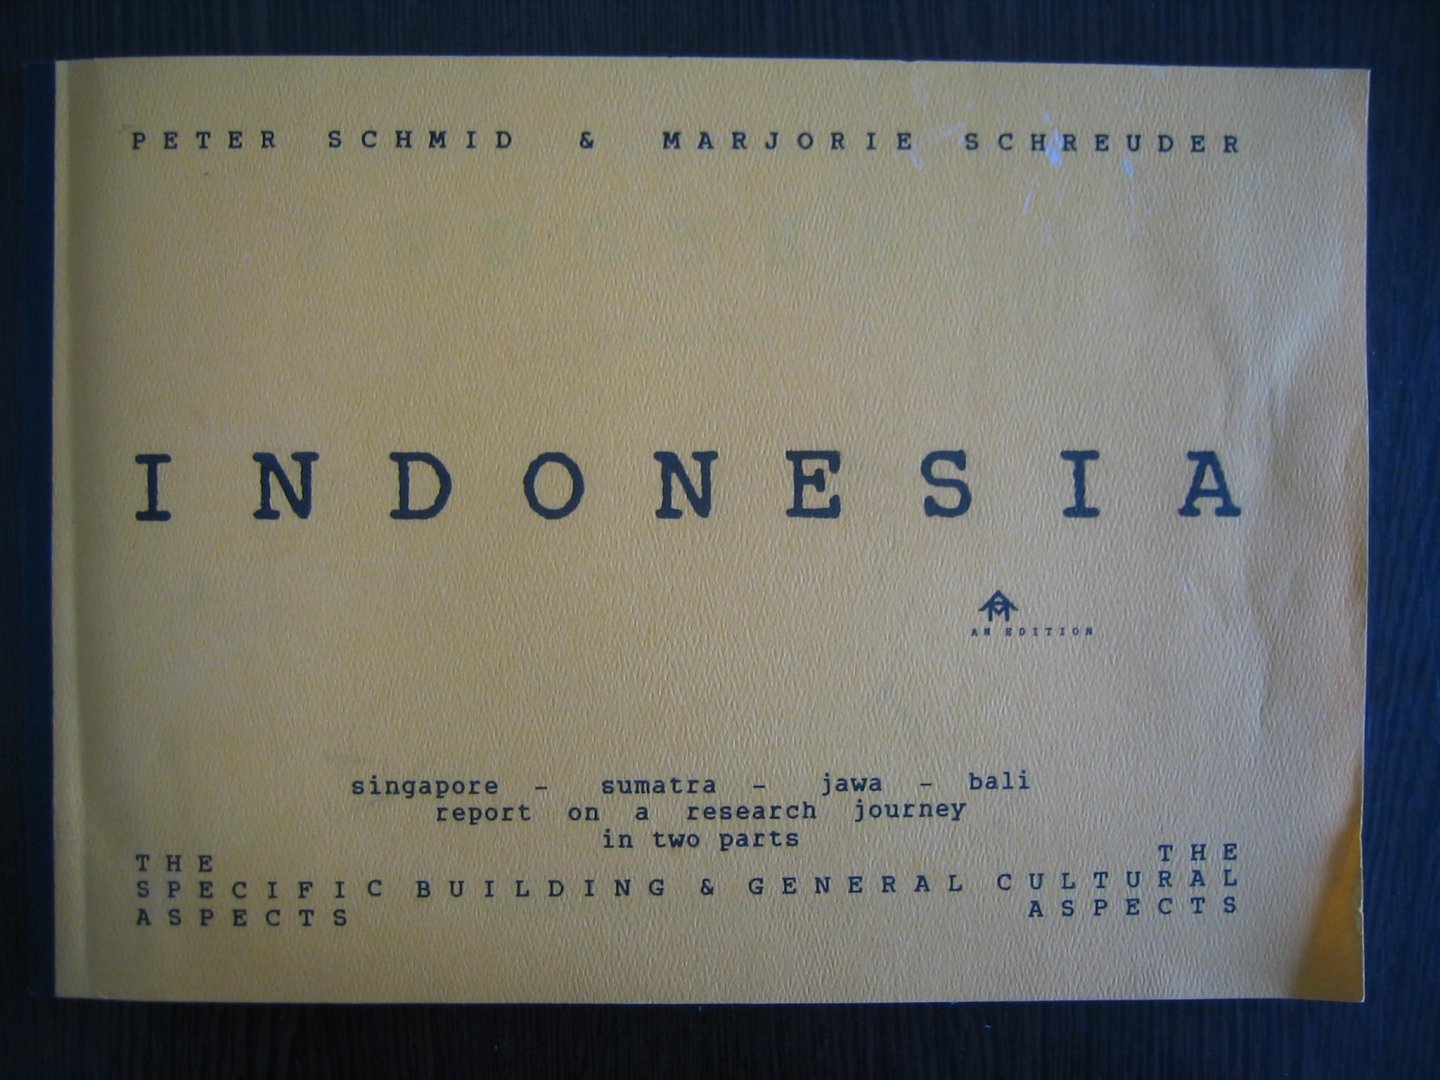 PETER SCHMID & MARJORIE SCHREUDER
INDONESIA
AM EDITION
singapore - sumatra - jawa - bali
report on a research journey
in two parts
THE THE
SPECIFIC BUILDING & GENERAL CULTURAL
ASPECTS ASPECTS